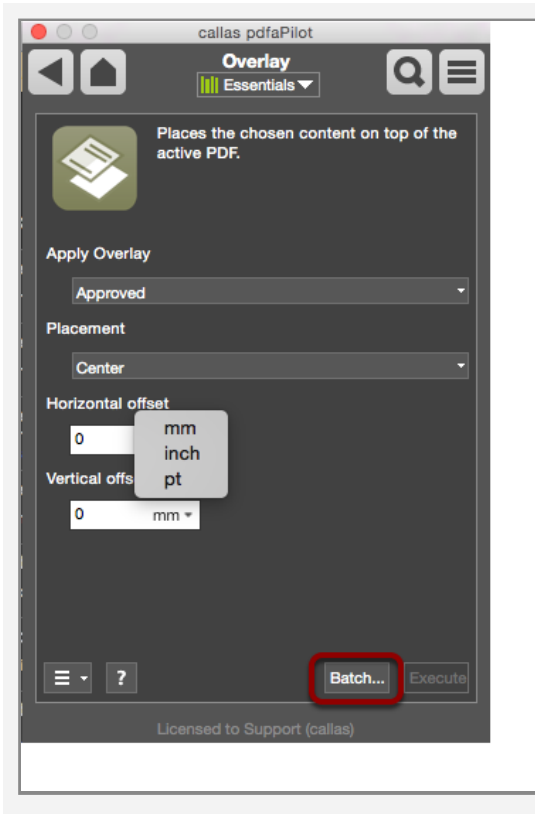 callas pdfaPilot
Overlay
Essentials
Places the chosen content on top of the
active PDF.
Apply Overlay
Approved
Placement
Center
Horizontal offset
0
mm
inch
pt
Vertical offs
0 mm
?
Batch...
Execute
Licensed to Support (callas)